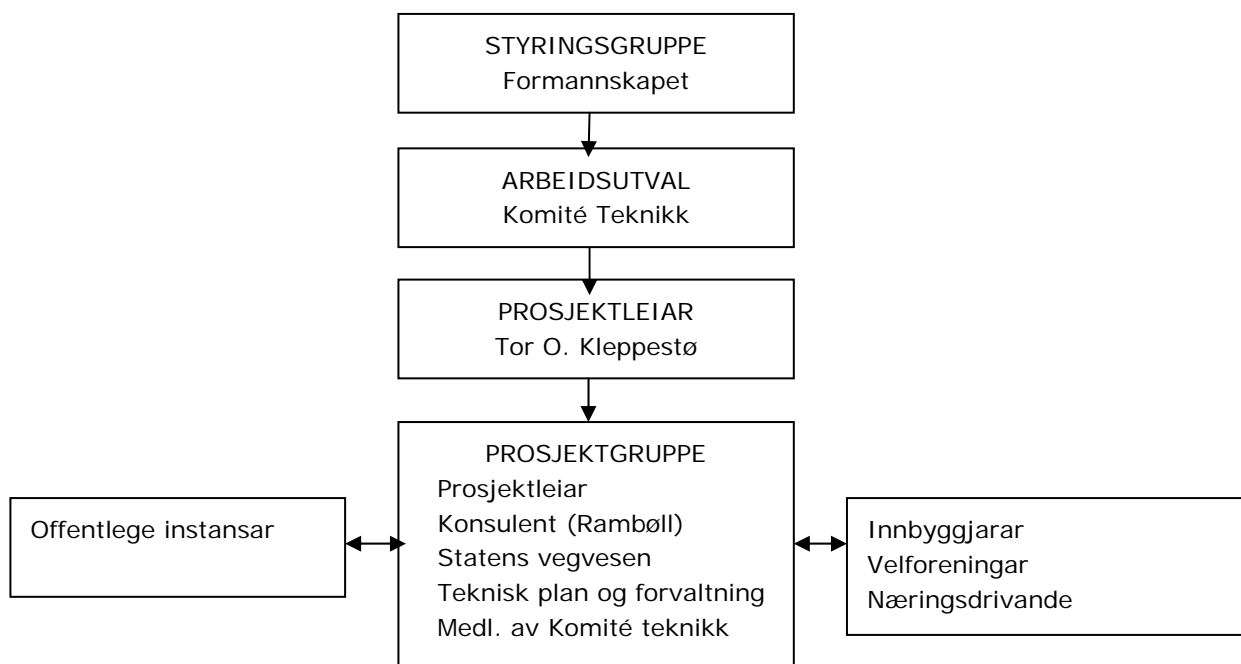 STYRINGSGRUPPE
Formannskapet
ARBEIDSUTVAL
Komité Teknikk
PROSJEKTLEIAR
Tor O. Kleppestø
PROSJEKTGRUPPE
Prosjektleiar
Konsulent (Rambøll)
Statens vegvesen
Teknisk plan og forvaltning
Medl. av Komité teknikk
Offentlege instansar
Innbyggjarar
Velforeningar
Næringsdrivande